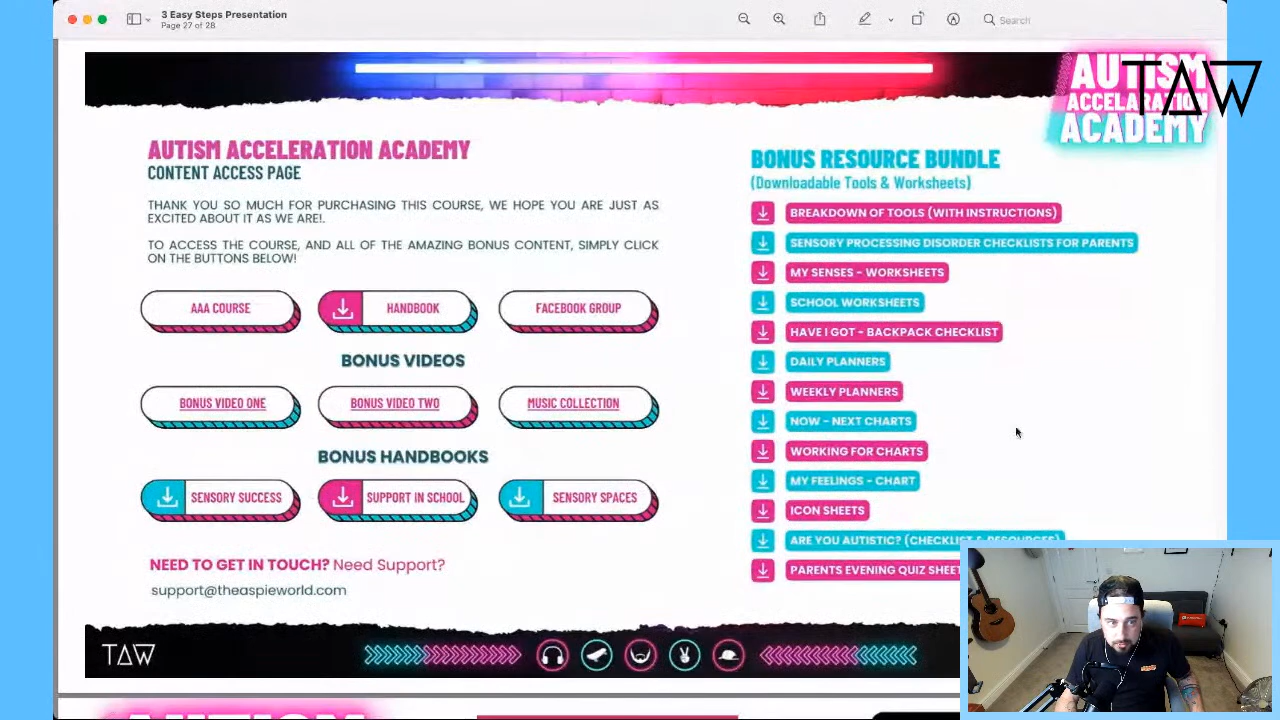 3 Easy Steps Presentation
Page 27 of 28
Search
AUTISM
ACCELARATION
ACADEMY
TAW
AUTISM ACCELERATION ACADEMY
CONTENT ACCESS PAGE
THANK YOU SO MUCH FOR PURCHASING THIS COURSE, WE HOPE YOU ARE JUST AS
EXCITED ABOUT IT AS WE ARE!.
TO ACCESS THE COURSE, AND ALL OF THE AMAZING BONUS CONTENT, SIMPLY CLICK
ON THE BUTTONS BELOW!
AAA COURSE
HANDBOOK
FACEBOOK GROUP
BONUS VIDEOS
BONUS VIDEO ONE
BONUS VIDEO TWO
MUSIC COLLECTION
BONUS HANDBOOKS
SENSORY SUCCESS
SUPPORT IN SCHOOL
SENSORY SPACES
NEED TO GET IN TOUCH? Need Support?
support@theaspieworld.com
BONUS RESOURCE BUNDLE
(Downloadable Tools & Worksheets)
BREAKDOWN OF TOOLS (WITH INSTRUCTIONS)
SENSORY PROCESSING DISORDER CHECKLISTS FOR PARENTS
MY SENSES - WORKSHEETS
SCHOOL WORKSHEETS
HAVE I GOT - BACKPACK CHECKLIST
DAILY PLANNERS
WEEKLY PLANNERS
NOW - NEXT CHARTS
WORKING FOR CHARTS
MY FEELINGS - CHART
ICON SHEETS
ARE YOU AUTISTIC? (CHECKLIST & RESOURCES)
PARENTS EVENING QUIZ SHEET
TAW